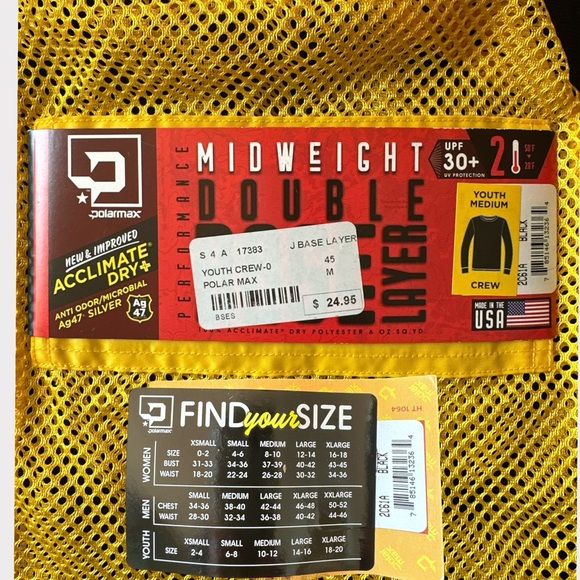 polarmax®
NEW & IMPROVED
ACCLIMATE®
DRY+
ANTI ODOR/MICROBIAL
Ag47 SILVER
Ag
47
PERFORMANCE
MIDWEIGHT
DOUBLE
LAYER
S 4 A 17383 J BASE LAYER
YOUTH CREW-0 45
POLAR MAX M
8SES $ 24.95
100% ACCLIMATE® DRY POLYESTER 6 OZ.SQ.YD.
UPF
30+
UV PROTECTION
2
50°F
20°F
YOUTH
MEDIUM
CREW
2C61A BLACK
7 85146 13236 4
MADE IN THE
USA
polarmax
FIND your SIZE
XSMALL SMALL MEDIUM LARGE XLARGE
WOMEN
SIZE 0-2 4-6 8-10 12-14 16-18
BUST 31-33 34-36 37-39 40-42 43-45
WAIST 18-20 22-24 26-28 30-32 34-36
SMALL MEDIUM LARGE XLARGE XXLARGE
MEN
CHEST 34-36 38-40 42-44 46-48 50-52
WAIST 28-30 32-34 36-38 40-42 44-46
XSMALL SMALL MEDIUM LARGE XLARGE
YOUTH
SIZE 2-4 6-8 10-12 14-16 18-20
HT 1064
2C61A BLACK
7 85146 13236 4